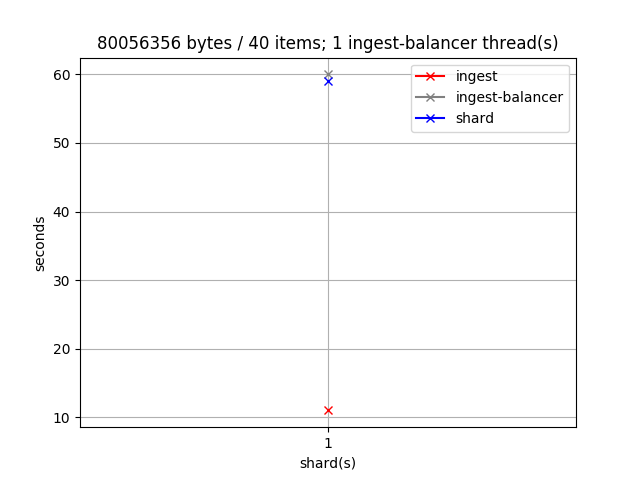 80056356 bytes / 40 items; 1 ingest-balancer thread(s)
60
50
40
30
20
10
seconds
ingest
ingest-balancer
shard
1
shard(s)